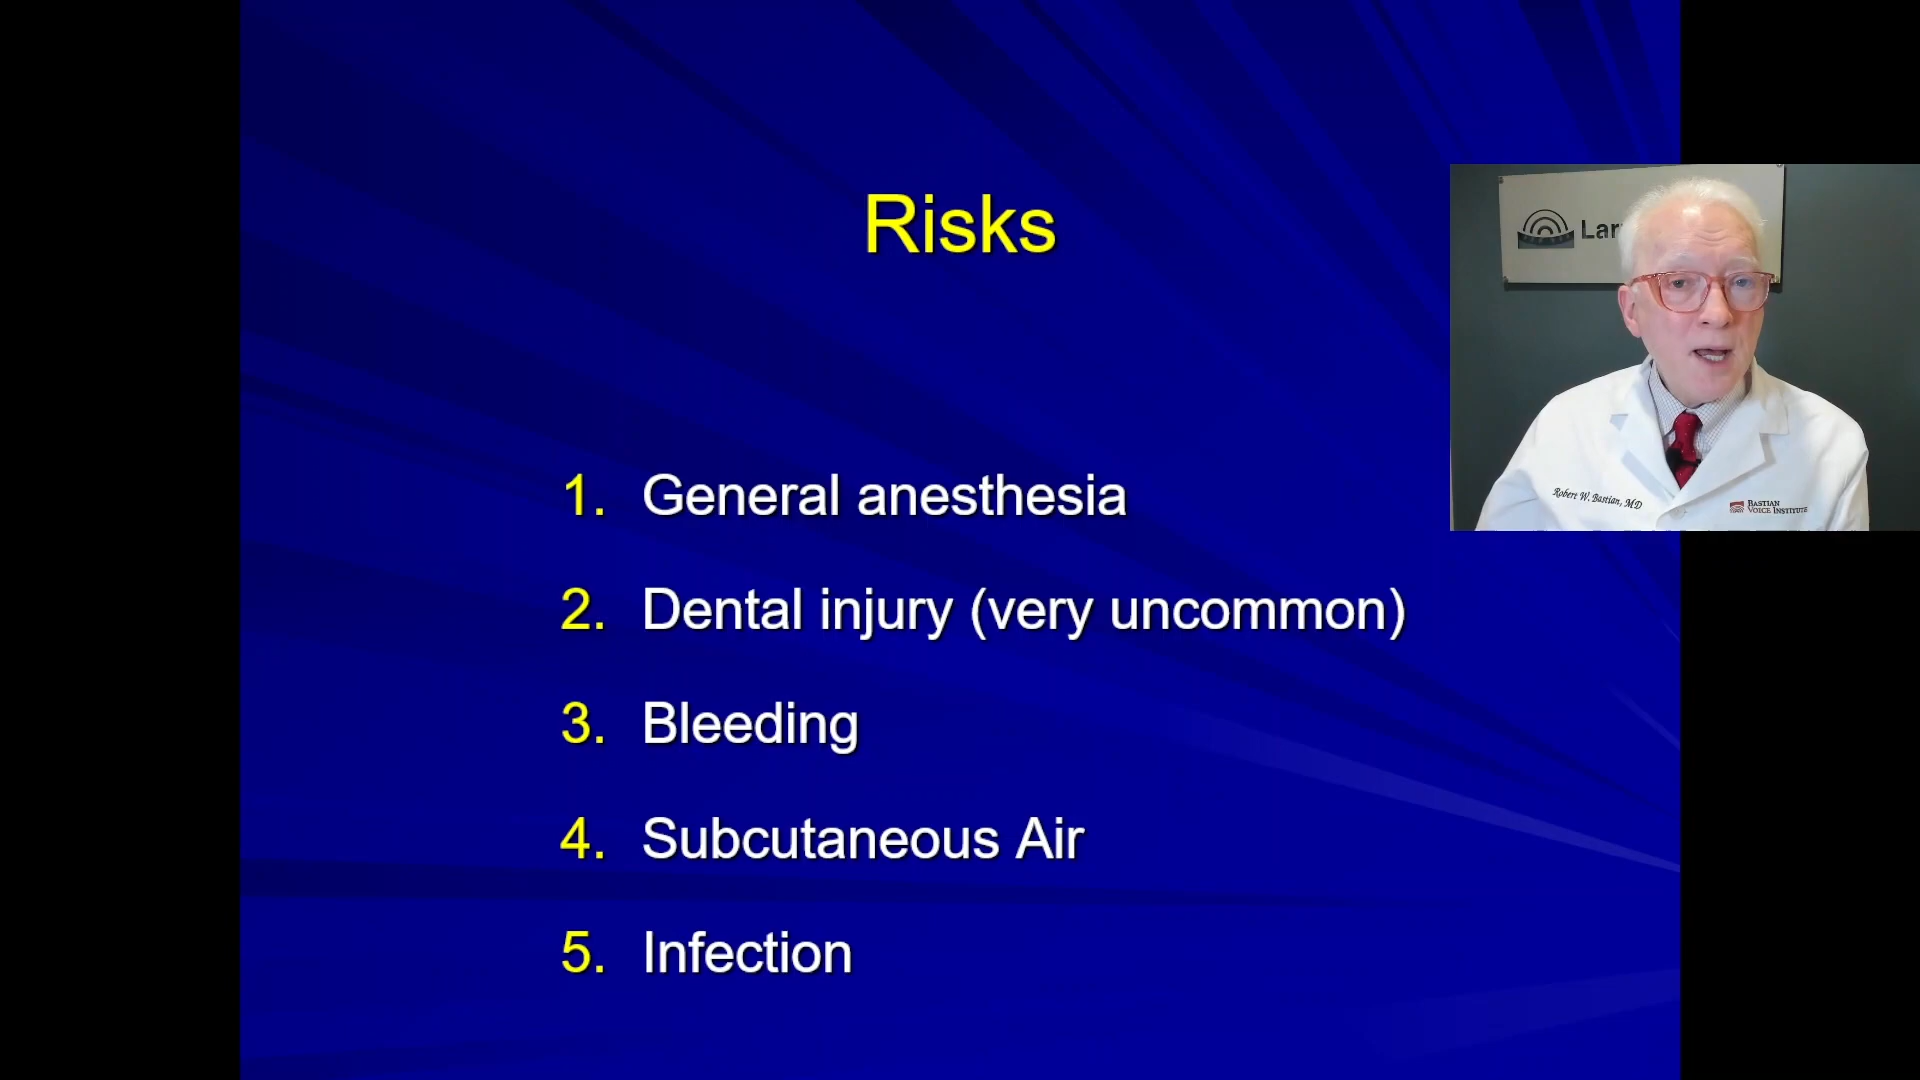 Risks
1. General anesthesia
2. Dental injury (very uncommon)
3. Bleeding
4. Subcutaneous Air
5. Infection
Lar
Robert W. Bastian, MD
BASTIAN
VOICE INSTITUTE